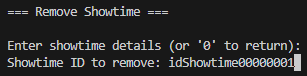 === Remove Showtime ===
Enter showtime details (or '0' to return):
Showtime ID to remove: idShowtime00000001